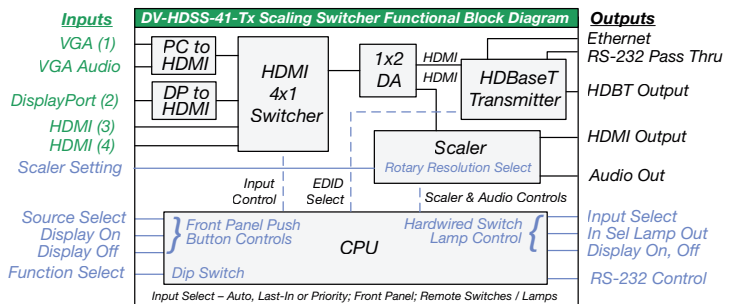 Inputs
DV-HDSS-41-Tx Scaling Switcher Functional Block Diagram
Outputs
VGA (1)
VGA Audio
DisplayPort (2)
HDMI (3)
HDMI (4)
Scaler Setting
Source Select
Display On
Display Off
Function Select
PC to
HDMI
DP to
HDMI
HDMI
4x1
Switcher
1x2
DA
HDMI
HDMI
HDBaseT
Transmitter
Scaler
Rotary Resolution Select
Input
Control
EDID
Select
Scaler & Audio Controls
Front Panel Push
Button Controls
Dip Switch
CPU
Hardwired Switch
Lamp Control
Ethernet
RS-232 Pass Thru
HDBT Output
HDMI Output
Audio Out
Input Select
In Sel Lamp Out
Display On, Off
RS-232 Control
Input Select – Auto, Last-In or Priority; Front Panel; Remote Switches / Lamps